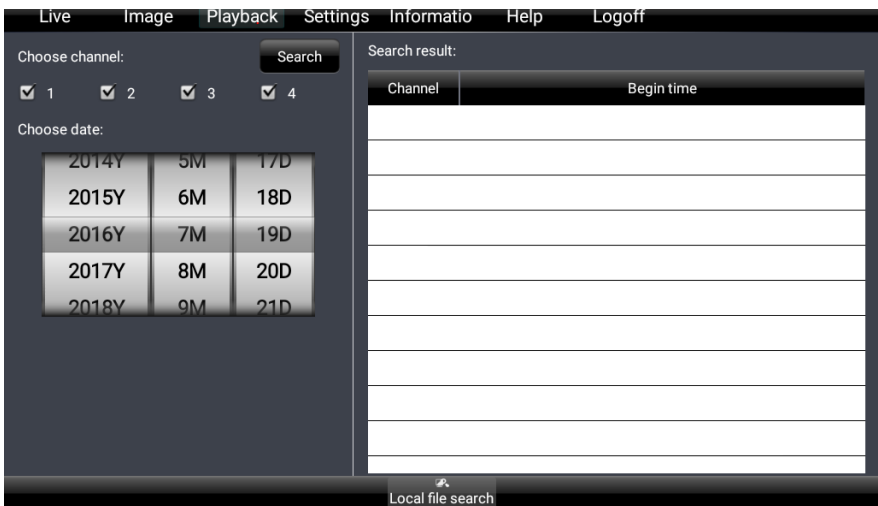 Live Image Playback Settings Informatio Help Logoff
Choose channel: Search
1 2 3 4
Choose date:
2014Y 5M 17D
2015Y 6M 18D
2016Y 7M 19D
2017Y 8M 20D
2018Y 9M 21D
Search result:
Channel Begin time
Local file search